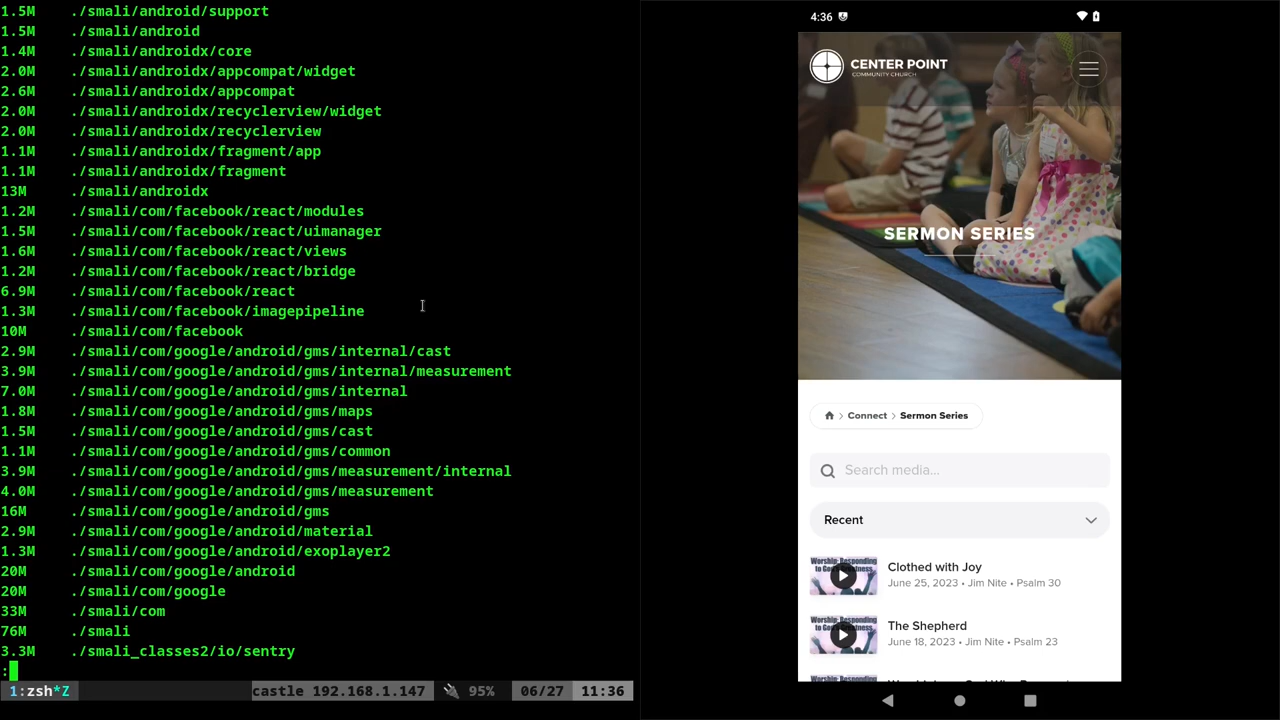 1.5M ./smali/android/support
1.5M ./smali/android
1.4M ./smali/androidx/core
2.0M ./smali/androidx/appcompat/widget
2.6M ./smali/androidx/appcompat
2.0M ./smali/androidx/recyclerview/widget
2.0M ./smali/androidx/recyclerview
1.1M ./smali/androidx/fragment/app
1.1M ./smali/androidx/fragment
13M ./smali/androidx
1.2M ./smali/com/facebook/react/modules
1.5M ./smali/com/facebook/react/uimanager
1.6M ./smali/com/facebook/react/views
1.2M ./smali/com/facebook/react/bridge
6.9M ./smali/com/facebook/react
1.3M ./smali/com/facebook/imagepipeline
10M ./smali/com/facebook
2.9M ./smali/com/google/android/gms/internal/cast
3.9M ./smali/com/google/android/gms/internal/measurement
7.0M ./smali/com/google/android/gms/internal
1.8M ./smali/com/google/android/gms/maps
1.5M ./smali/com/google/android/gms/cast
1.1M ./smali/com/google/android/gms/common
3.9M ./smali/com/google/android/gms/measurement/internal
4.0M ./smali/com/google/android/gms/measurement
16M ./smali/com/google/android/gms
2.9M ./smali/com/google/android/material
1.3M ./smali/com/google/android/exoplayer2
20M ./smali/com/google/android
20M ./smali/com/google
33M ./smali/com
76M ./smali
3.3M ./smali_classes2/io/sentry
:
1:zsh*Z castle 192.168.1.147 95% 06/27 11:36
4:36
CENTER POINT
COMMUNITY CHURCH
SERMON SERIES
Connect > Sermon Series
Search media...
Recent
Worship: Responding
to God's Greatness
Clothed with Joy
June 25, 2023 • Jim Nite • Psalm 30
Worship: Responding
to God's Greatness
The Shepherd
June 18, 2023 • Jim Nite • Psalm 23